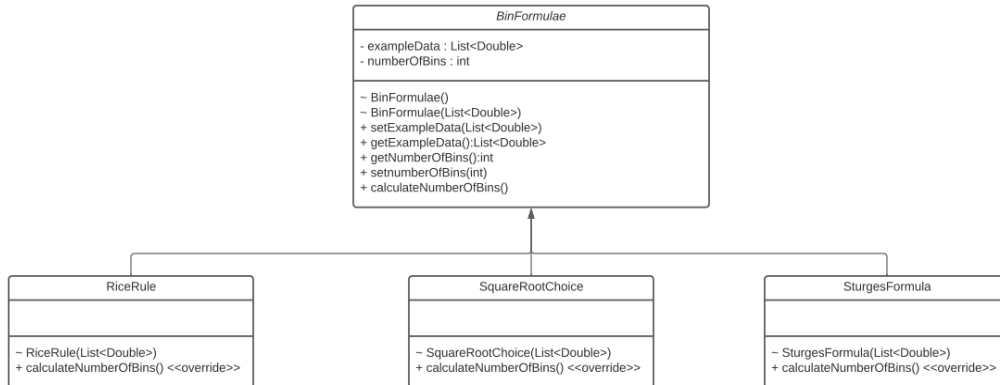 BinFormulae
- exampleData : List<Double>
- numberOfBins : int
~ BinFormulae()
~ BinFormulae(List<Double>)
+ setExampleData(List<Double>)
+ getExampleData():List<Double>
+ getNumberOfBins():int
+ setnumberOfBins(int)
+ calculateNumberOfBins()
RiceRule
~ RiceRule(List<Double>)
+ calculateNumberOfBins() <<override>>
SquareRootChoice
~ SquareRootChoice(List<Double>)
+ calculateNumberOfBins() <<override>>
SturgesFormula
~ SturgesFormula(List<Double>)
+ calculateNumberOfBins() <<override>>